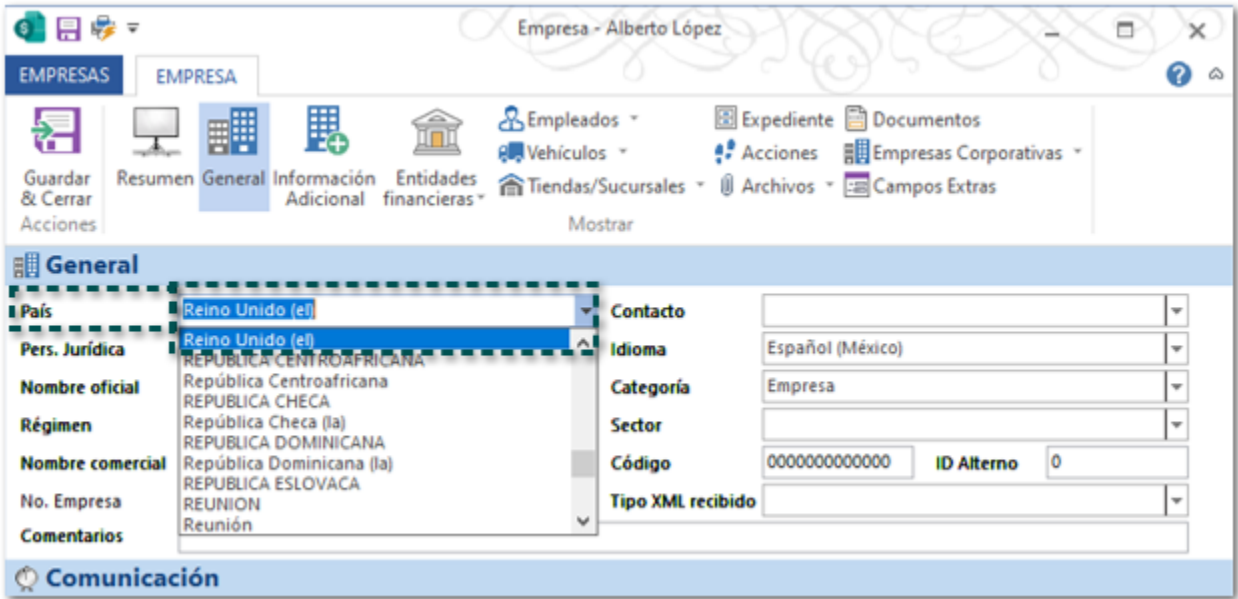 Empresa - Alberto López
EMPRESAS EMPRESA
Empleados Expediente Documentos
Vehículos Acciones Empresas Corporativas
Guardar & Cerrar Resumen General Información Adicional Entidades financieras Tiendas/Sucursales Archivos Campos Extras
Acciones Mostrar
General
País Reino Unido (el) Contacto
Pers. Jurídica Reino Unido (el) Idioma Español (México)
REPUBLICA CENTROAFRICANA
Nombre oficial República Centroafricana Categoría Empresa
REPUBLICA CHECA
Régimen República Checa (la) Sector
REPUBLICA DOMINICANA
Nombre comercial República Dominicana (la) Código 0000000000000 ID Alterno 0
REPUBLICA ESLOVACA
No. Empresa REUNION Tipo XML recibido
Reunión
Comentarios
Comunicación